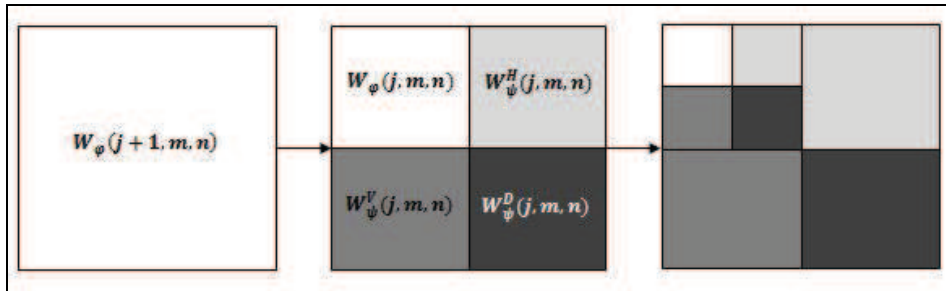 W_φ(j + 1, m, n)
W_φ(j, m, n) W_ψ^H(j, m, n)
W_ψ^V(j, m, n) W_ψ^D(j, m, n)